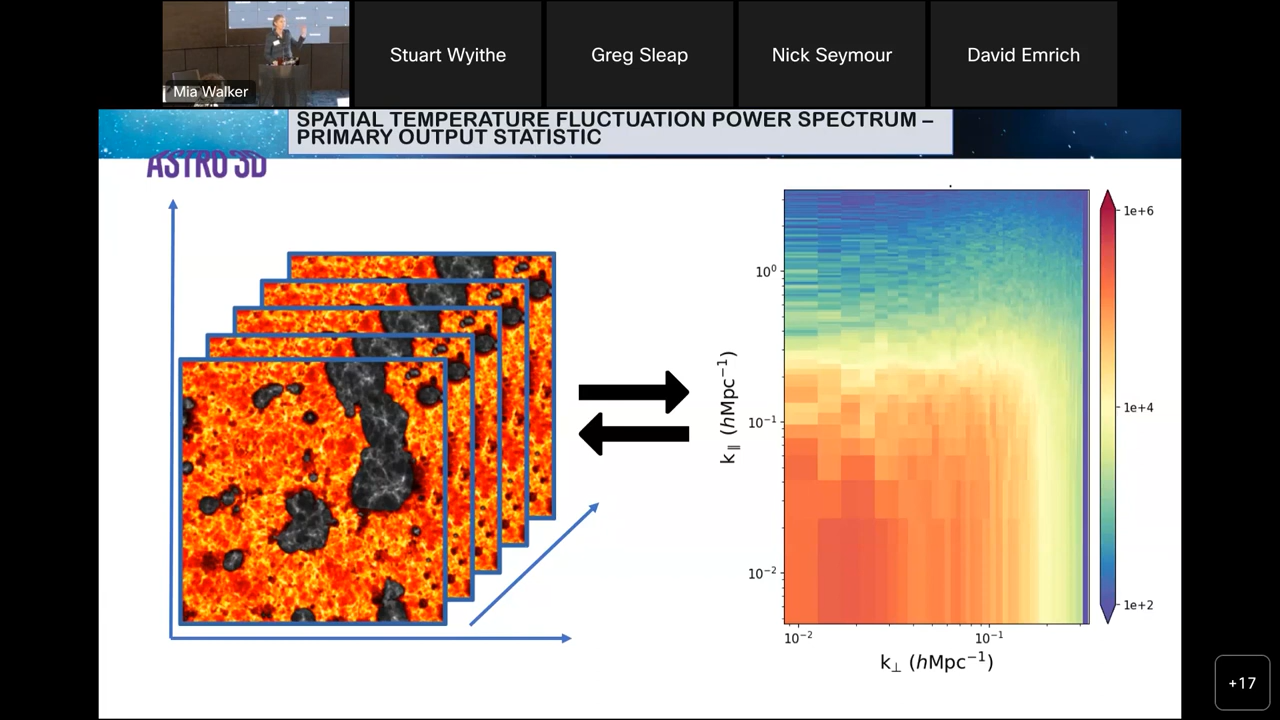 Mia Walker
Stuart Wyithe
Greg Sleap
Nick Seymour
David Emrich
SPATIAL TEMPERATURE FLUCTUATION POWER SPECTRUM –
PRIMARY OUTPUT STATISTIC
ASTRO 3D
k∥ (hMpc⁻¹)
10⁰
10⁻¹
10⁻²
10⁻²
10⁻¹
k⊥ (hMpc⁻¹)
1e+6
1e+4
1e+2
+17